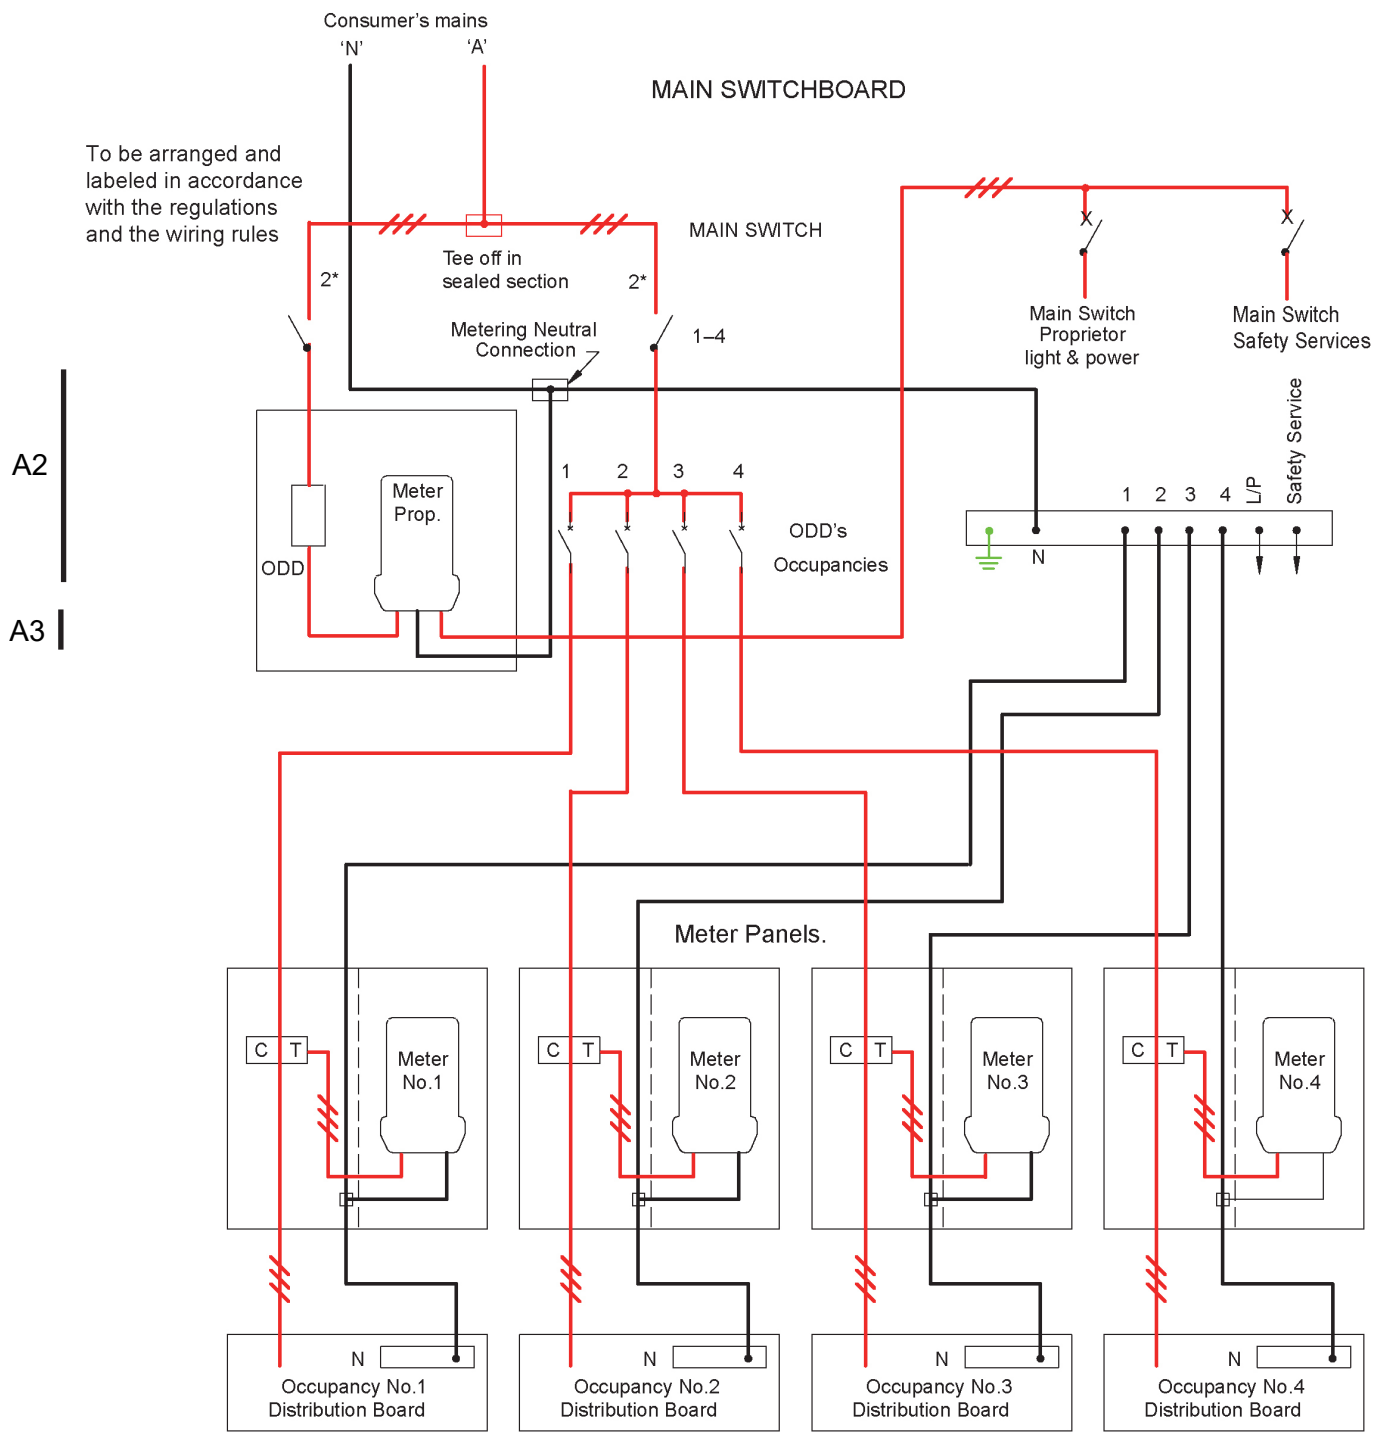 Consumer’s mains
‘N’ ‘A’
MAIN SWITCHBOARD
To be arranged and
labeled in accordance
with the regulations
and the wiring rules
MAIN SWITCH
Tee off in
sealed section
2* 2*
X X
Main Switch
Proprietor
light & power
Main Switch
Safety Services
Metering Neutral
Connection
1–4
A2
A3
Meter
Prop.
ODD
1 2 3 4
ODD’s
Occupancies
1 2 3 4 L/P Safety Service
N
Meter Panels.
C T
Meter
No.1
C T
Meter
No.2
C T
Meter
No.3
C T
Meter
No.4
N
Occupancy No.1
Distribution Board
N
Occupancy No.2
Distribution Board
N
Occupancy No.3
Distribution Board
N
Occupancy No.4
Distribution Board